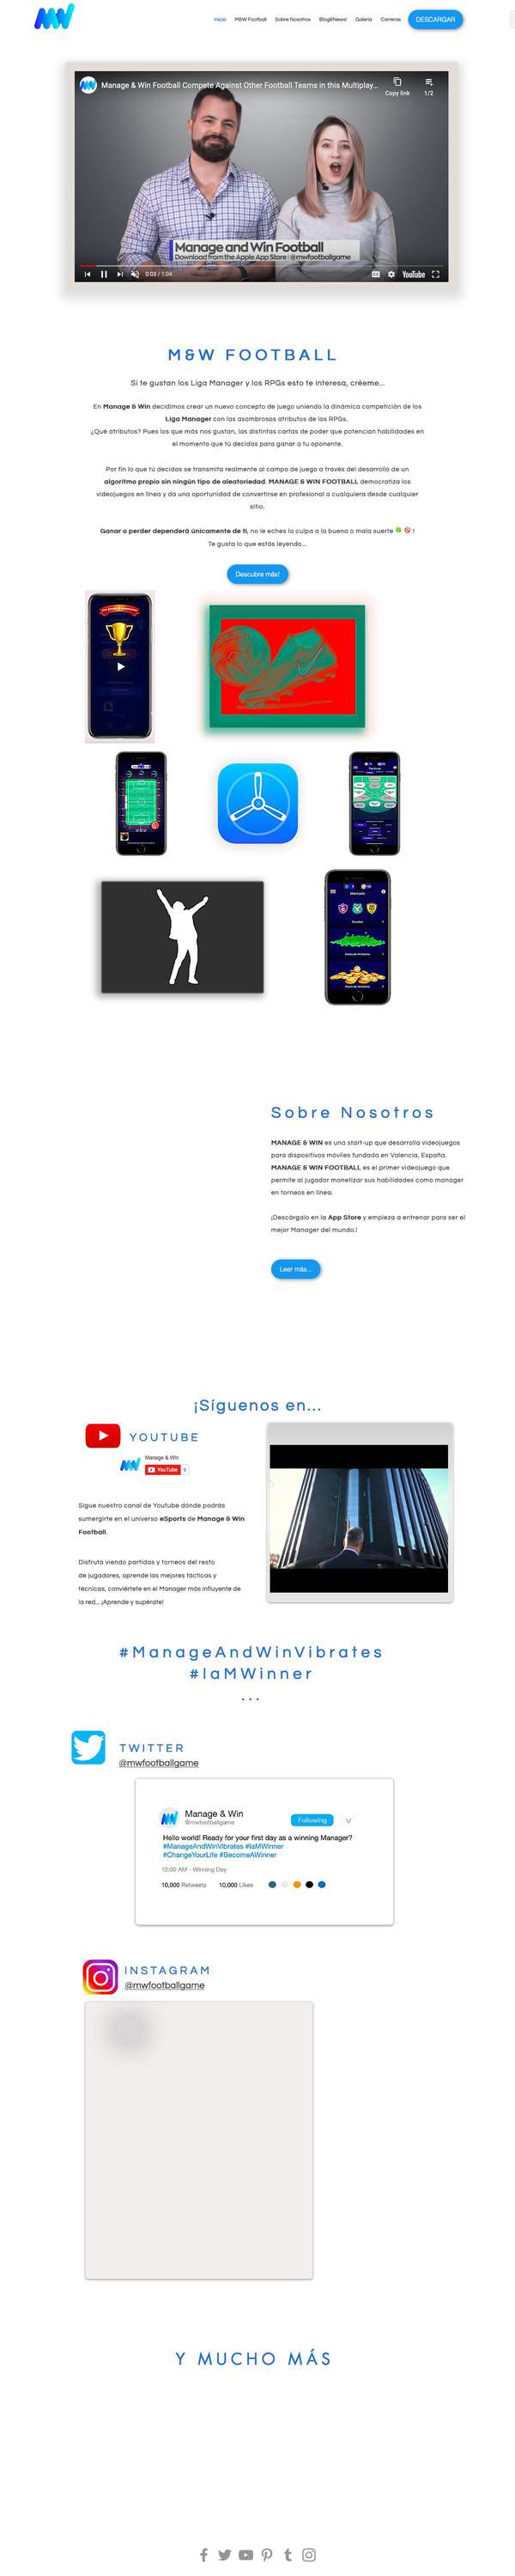 Inicio M&W Football Sobre Nosotros Blog&News! Galería Carreras DESCARGAR
Manage & Win Football Compete Against Other Football Teams in this Multiplay...
Copy link 1/2
Manage and Win Football
Download from the Apple App Store | @mwfootballgame
0:03 / 1:04 YouTube
M&W FOOTBALL
Si te gustan los Liga Manager y los RPGs esto te interesa, créeme...
En Manage & Win decidimos crear un nuevo concepto de juego uniendo la dinámica competición de los
Liga Manager con las asombrosos atributos de los RPGs.
¿Qué atributos? Pues los que más nos gustan, las distintas cartas de poder que potencian habilidades en
el momento que tú decidas para ganar a tu oponente.
Por fin lo que tú decidas se transmita realmente al campo de juego a través del desarrollo de un
algoritmo propio sin ningún tipo de aleatoriedad. MANAGE & WIN FOOTBALL democratiza los
videojuegos en línea y da una oportunidad de convertirse en profesional a cualquiera desde cualquier
sitio.
Ganar o perder dependerá únicamente de ti, no le eches la culpa a la buena o mala suerte 🍀 🚫 !
Te gusta lo que estás leyendo...
Descubre más!
Sobre Nosotros
MANAGE & WIN es una start-up que desarrolla videojuegos
para dispositivos móviles fundada en Valencia, España.
MANAGE & WIN FOOTBALL es el primer videojuego que
permite al jugador monetizar sus habilidades como manager
en torneos en línea.
¡Descárgalo en la App Store y empieza a entrenar para ser el
mejor Manager del mundo.!
Leer más...
¡Síguenos en...
YOUTUBE
Manage & Win
YouTube
Sigue nuestro canal de Youtube dónde podrás
sumergirte en el universo eSports de Manage & Win
Football.
Disfruta viendo partidas y torneos del resto
de jugadores, aprende las mejores tácticas y
técnicas, conviértete en el Manager más influyente de
la red... ¡Aprende y supérate!
#ManageAndWinVibrates
#IaMWinner
...
TWITTER
@mwfootballgame
Manage & Win
@mwfootballgame
Following
Hello world! Ready for your first day as a winning Manager?
#ManageAndWinVibrates #IaMWinner
#ChangeYourLife #BecomeAWinner
12:00 AM - Winning Day
10,000 Retweets 10,000 Likes
INSTAGRAM
@mwfootballgame
Y MUCHO MÁS